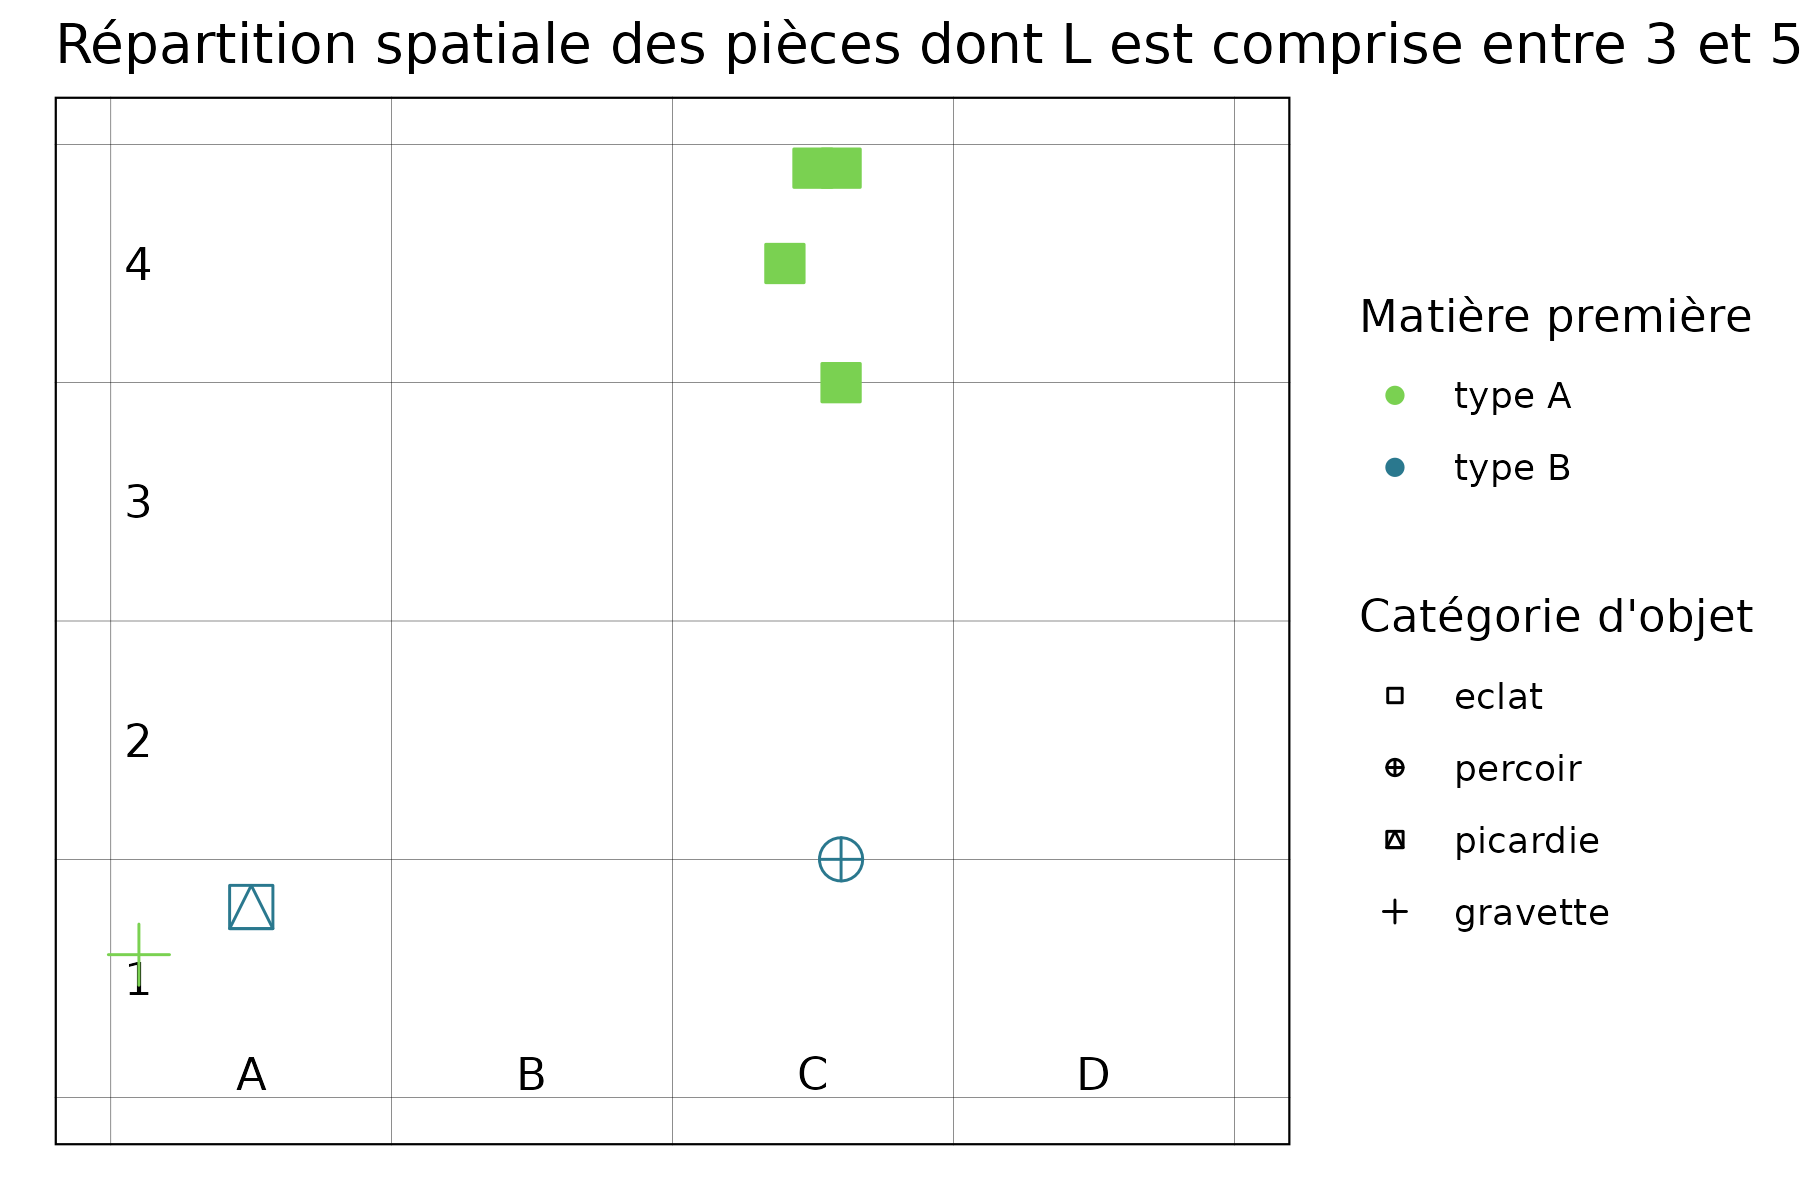 Répartition spatiale des pièces dont L est comprise entre 3 et 5
4
3
2
1
A B C D
Matière première
type A
type B
Catégorie d'objet
eclat
percoir
picardie
gravette